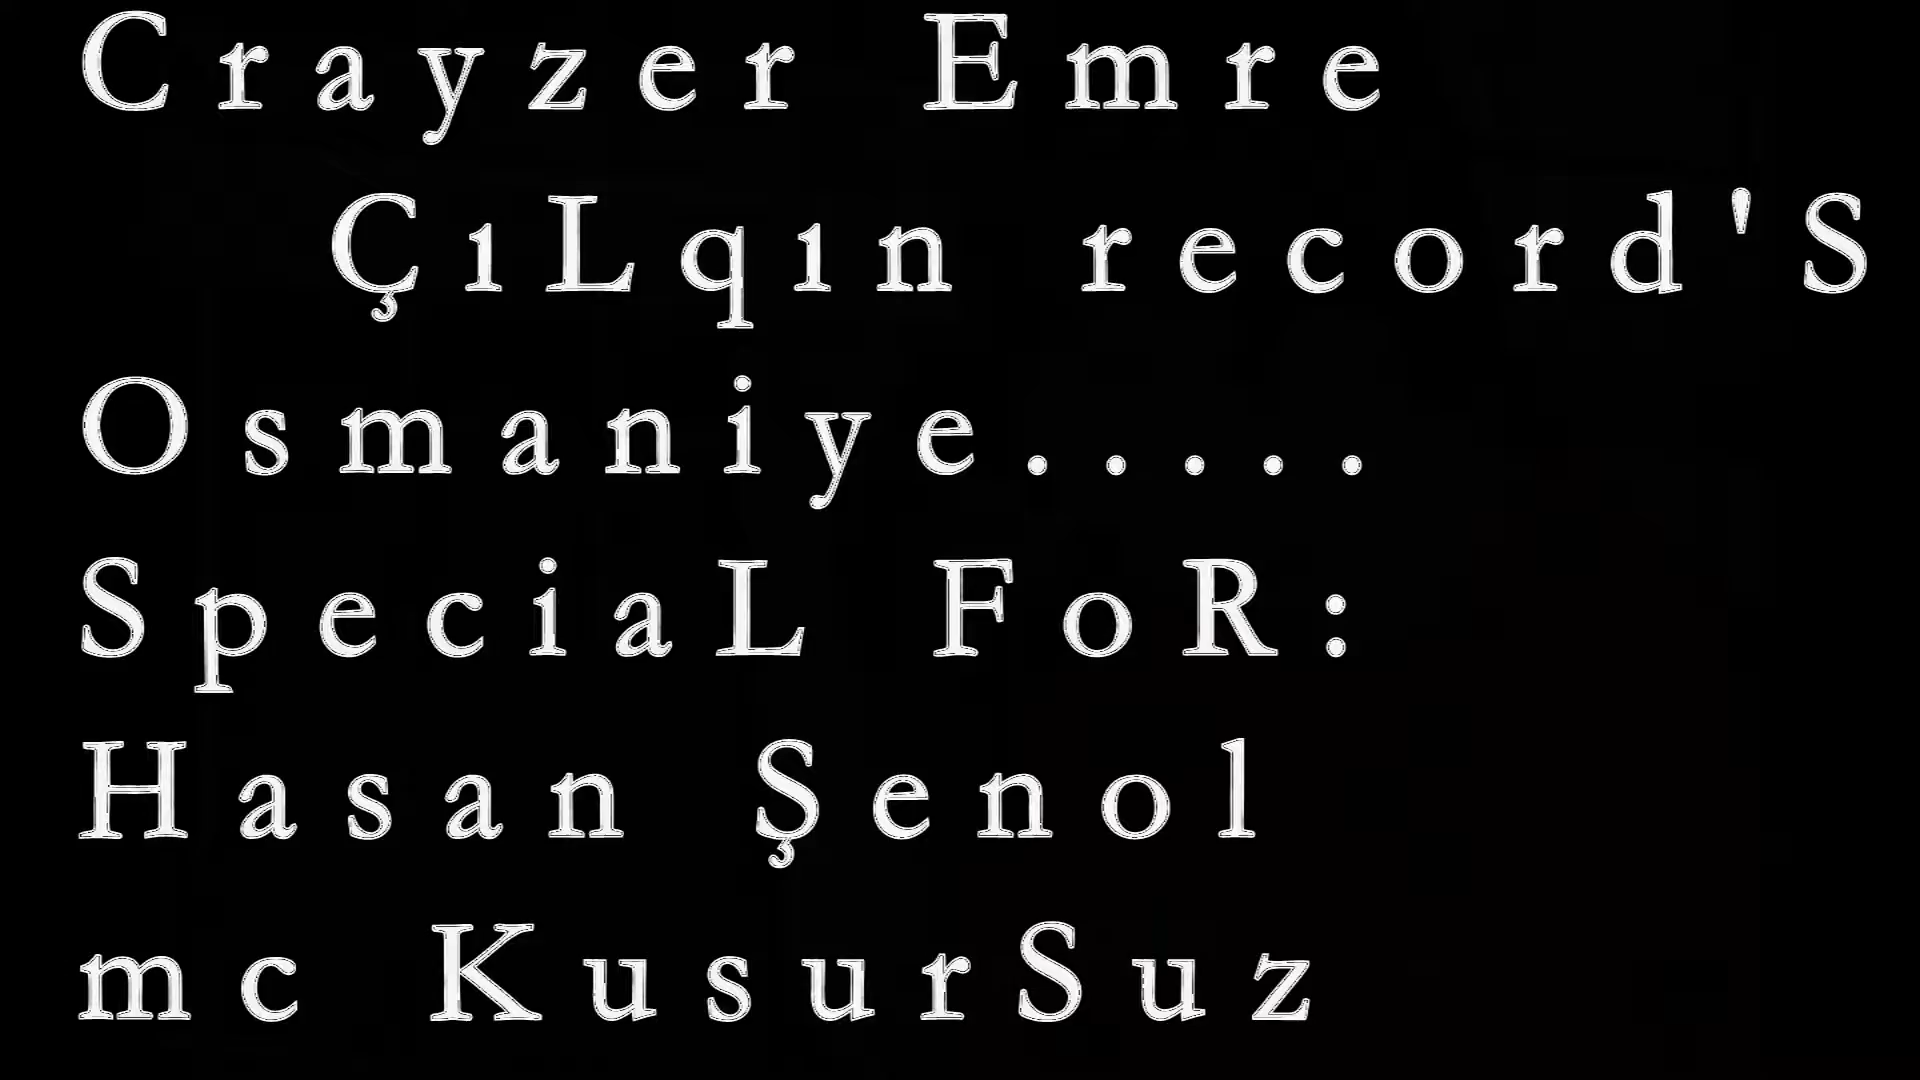 Crayzer Emre
ÇıLqın record'S
Osmaniye.....
SpeciaL FoR:
Hasan Şenol
mc KusurSuz